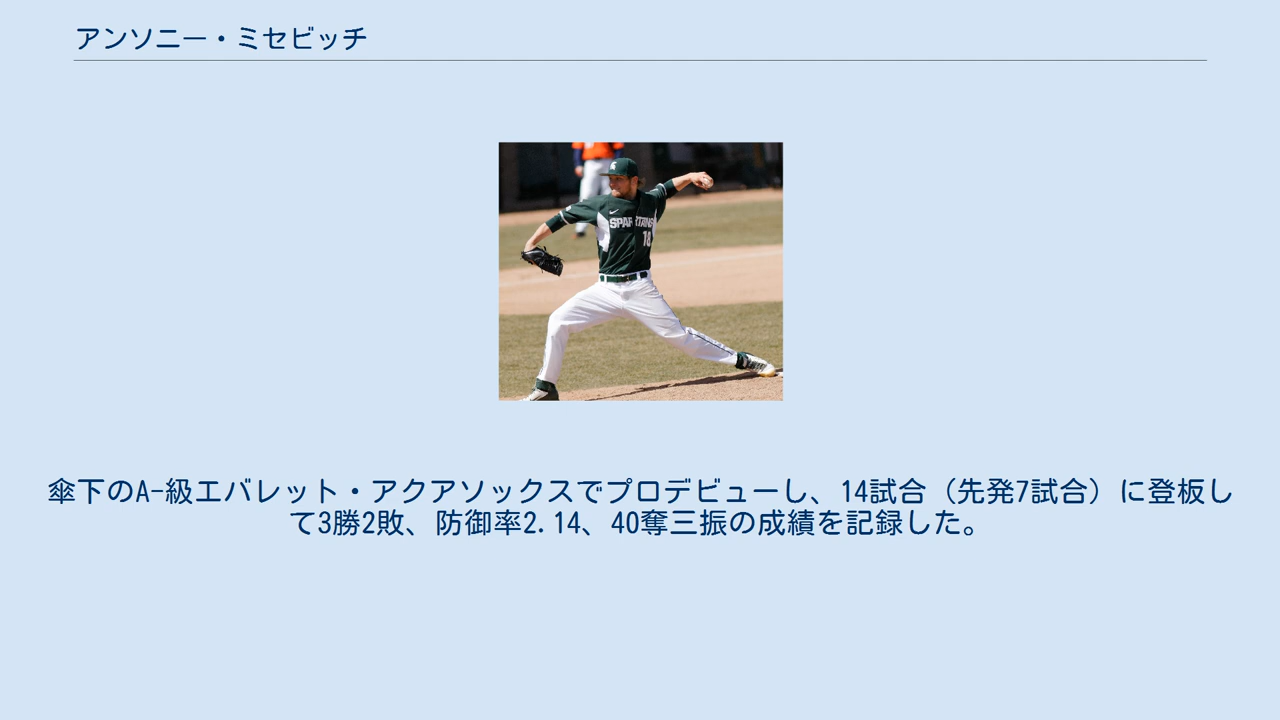 アンソニー・ミセビッチ
SPARTANS
18
傘下のA-級エバレット・アクアソックスでプロデビューし、14試合（先発7試合）に登板し
て3勝2敗、防御率2.14、40奪三振の成績を記録した。